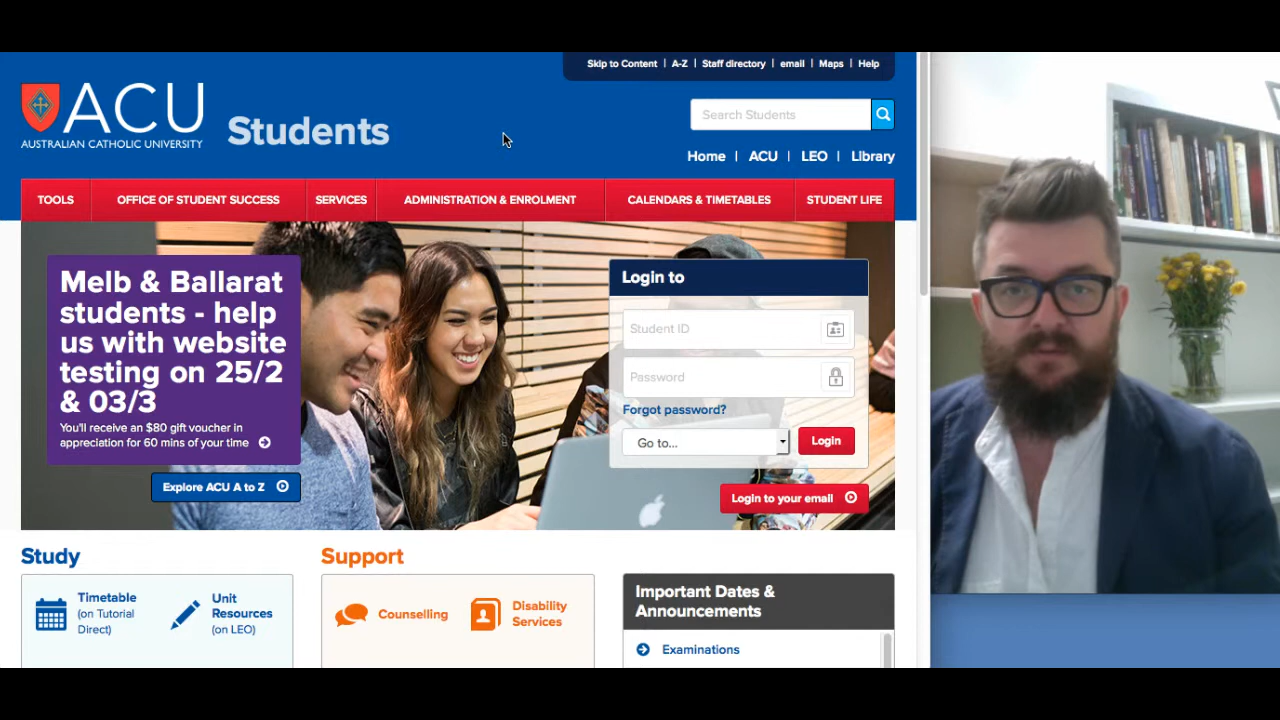 Skip to Content | A-Z | Staff directory | email | Maps | Help
ACU
AUSTRALIAN CATHOLIC UNIVERSITY
Students
Search Students
Home | ACU | LEO | Library
TOOLS
OFFICE OF STUDENT SUCCESS
SERVICES
ADMINISTRATION & ENROLMENT
CALENDARS & TIMETABLES
STUDENT LIFE
Melb & Ballarat
students - help
us with website
testing on 25/2
& 03/3
You'll receive an $80 gift voucher in
appreciation for 60 mins of your time
Explore ACU A to Z
Login to
Student ID
Password
Forgot password?
Go to...
Login
Login to your email
Study
Timetable
(on Tutorial
Direct)
Unit
Resources
(on LEO)
Support
Counselling
Disability
Services
Important Dates &
Announcements
Examinations